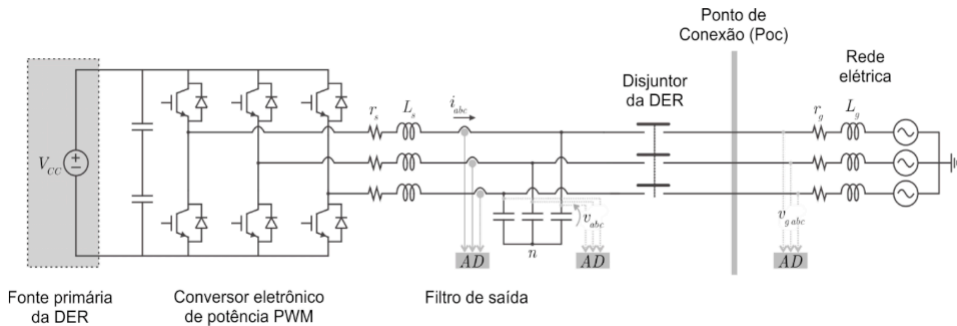 Ponto de
Conexão (Poc)
Rede
elétrica
Disjuntor
da DER
r_s
L_s
i_abc
r_g
L_g
V_CC
v_abc
v_g abc
n
AD
AD
AD
Fonte primária
da DER
Conversor eletrônico
de potência PWM
Filtro de saída